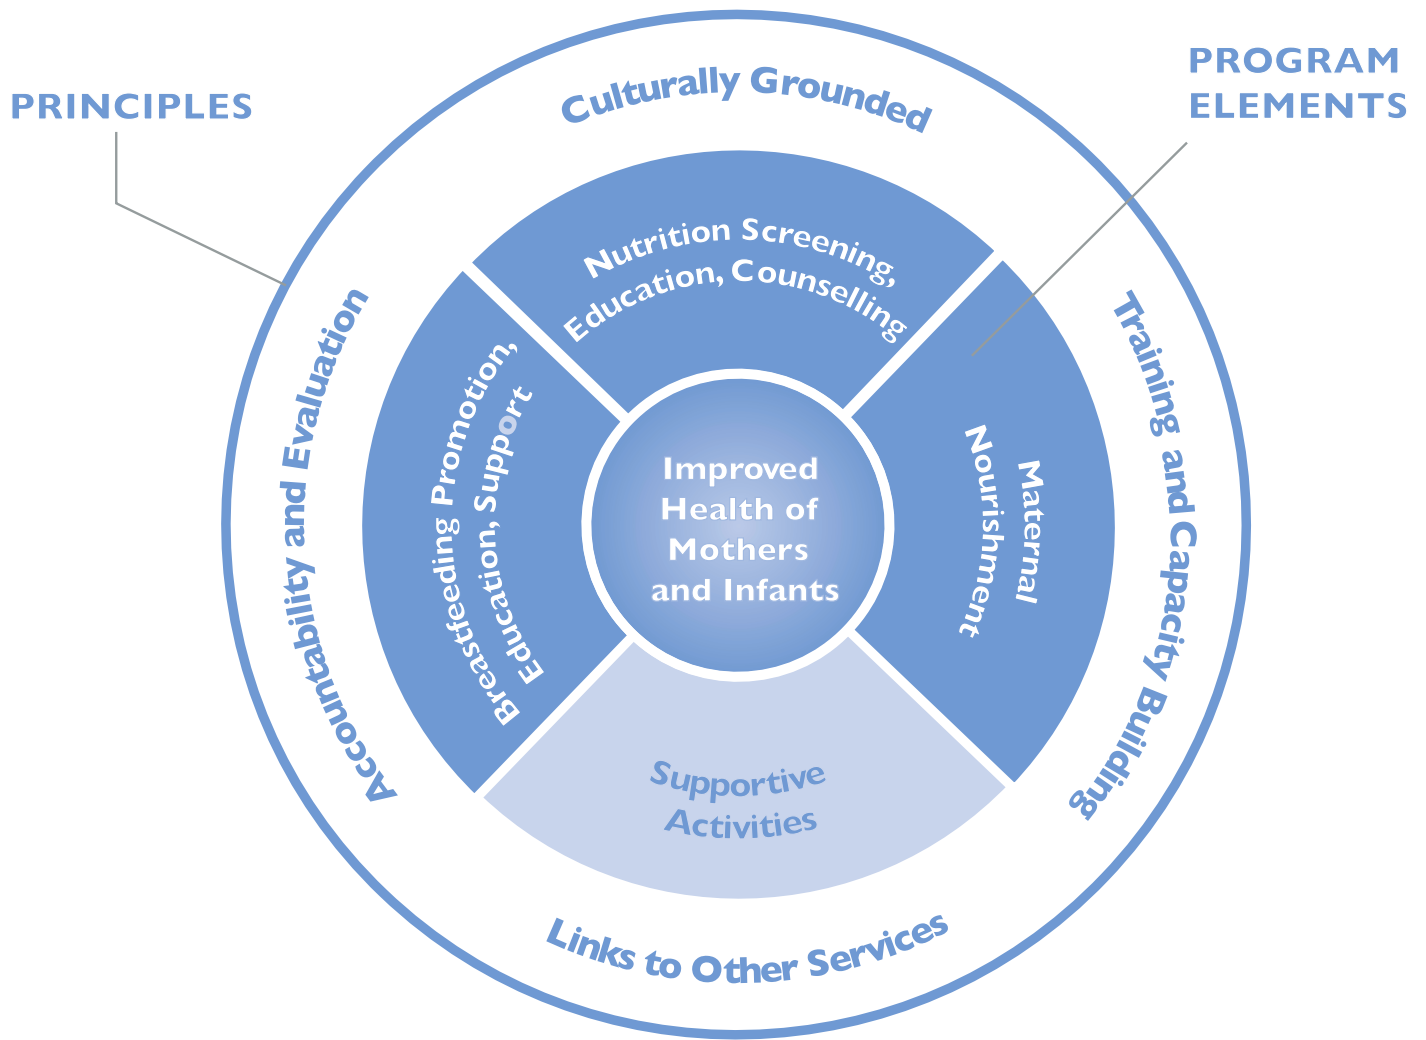 PRINCIPLES
PROGRAM
ELEMENTS
Culturally Grounded
Training and Capacity Building
Links to Other Services
Accountability and Evaluation
Nutrition Screening,
Education, Counselling
Maternal
Nourishment
Supportive
Activities
Breastfeeding Promotion,
Education, Support
Improved
Health of
Mothers
and Infants